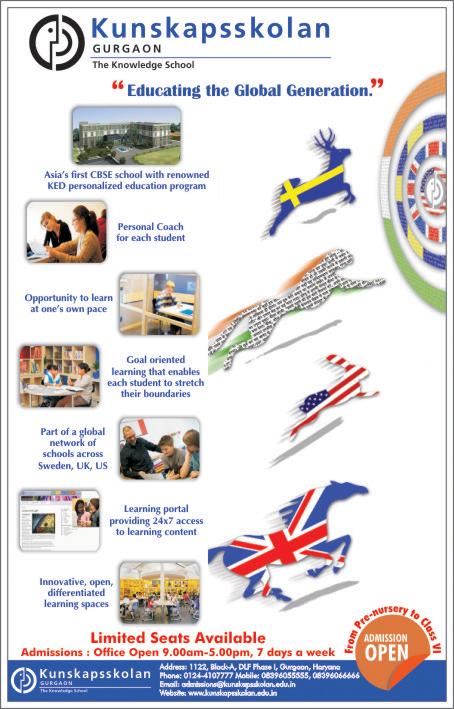 Kunskapsskolan
GURGAON
The Knowledge School
“Educating the Global Generation.”
Asia's first CBSE school with renowned
KED personalized education program
Personal Coach
for each student
Opportunity to learn
at one's own pace
Goal oriented
learning that enables
each student to stretch
their boundaries
Part of a global
network of
schools across
Sweden, UK, US
Learning portal
providing 24x7 access
to learning content
Innovative, open,
differentiated
learning spaces
Limited Seats Available
Admissions : Office Open 9.00am-5.00pm, 7 days a week
From Pre-nursery to Class VI
ADMISSION
OPEN
Kunskapsskolan
GURGAON
The Knowledge School
Address: 1122, Block-A, DLF Phase I, Gurgaon, Haryana
Phone: 0124-4107777 Mobile: 08396055555, 08396066666
Email: admissions@kunskapsskolan.edu.in
Website: www.kunskapsskolan.edu.in